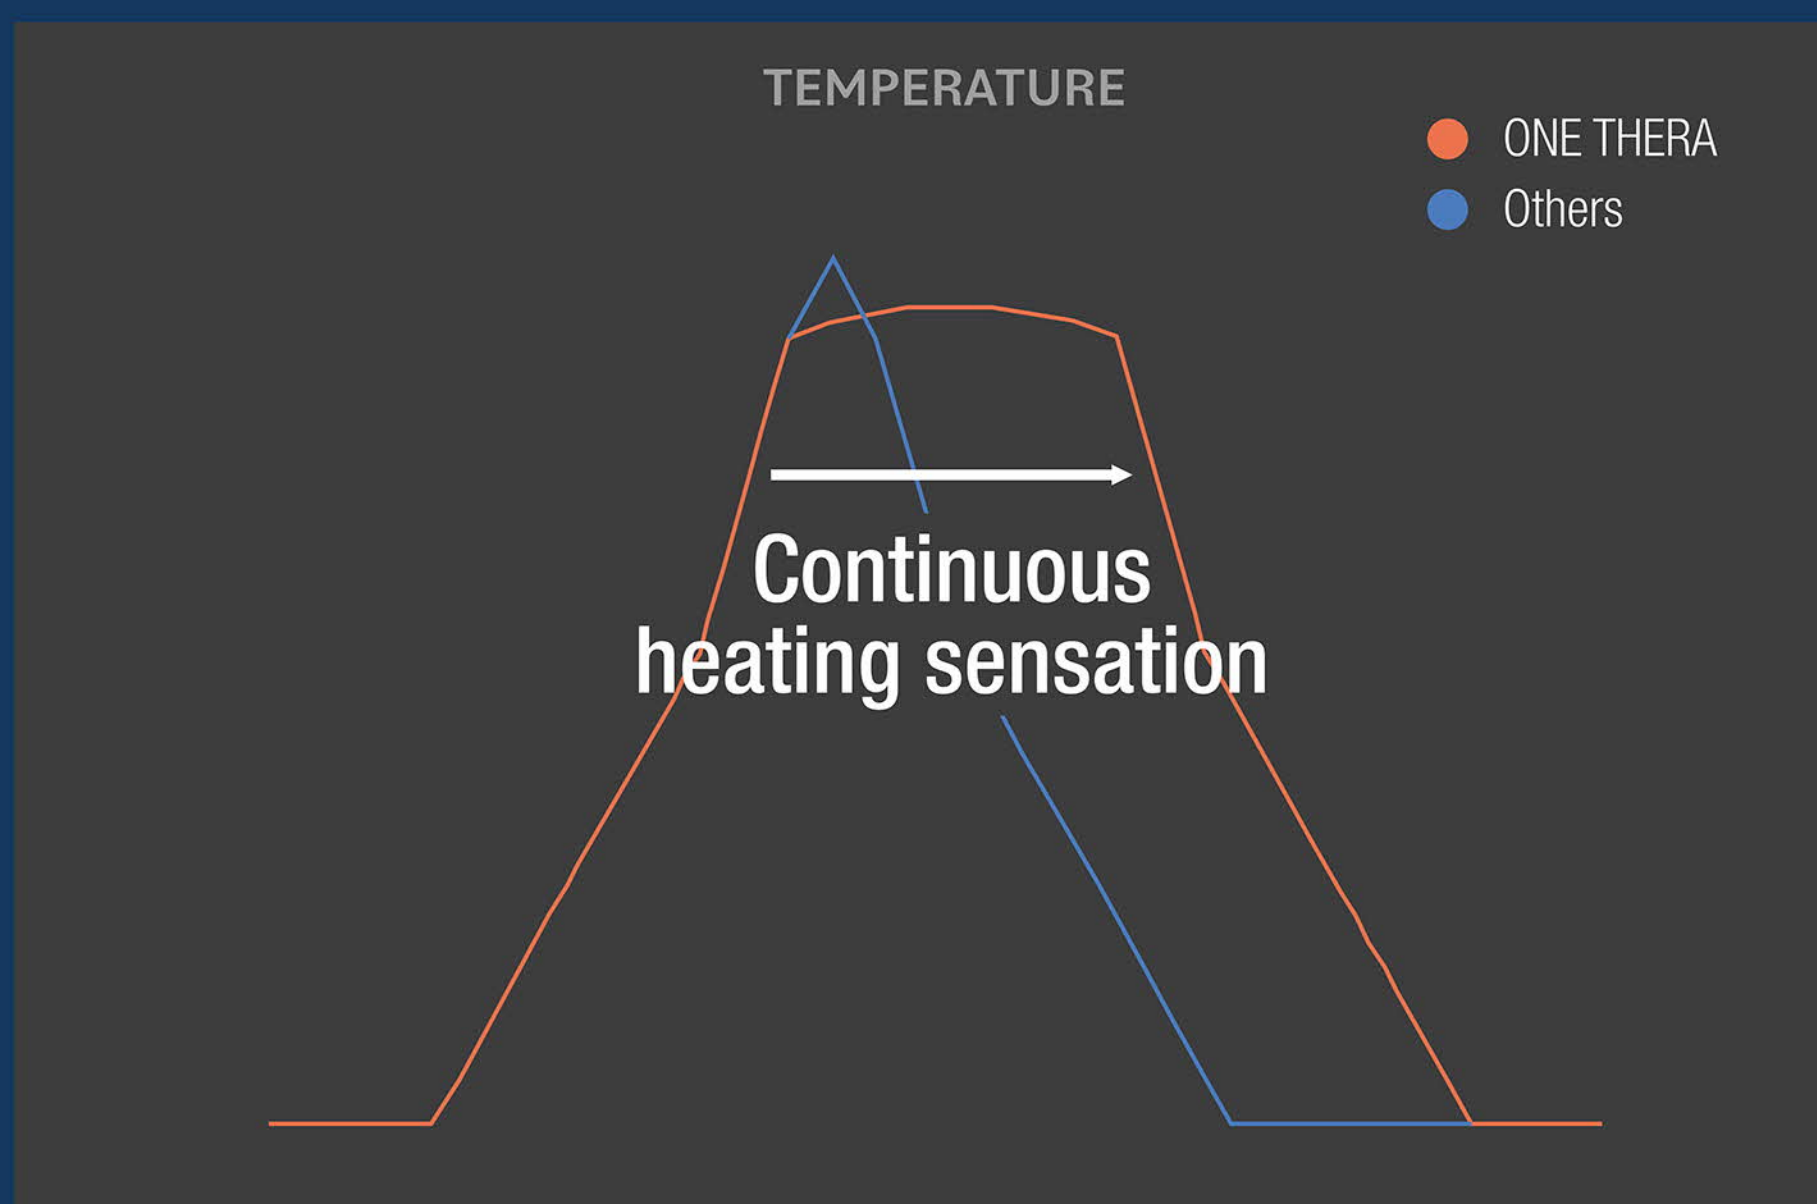 TEMPERATURE
ONE THERA
Others
Continuous
heating sensation